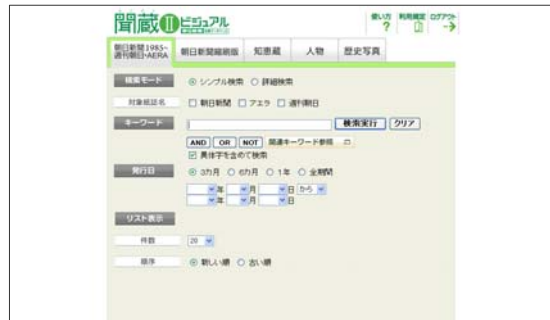 聞蔵Ⅱビジュアル
使い方 利用規定 ログアウト
?
朝日新聞1985~
週刊朝日・AERA
朝日新聞縮刷版 知恵蔵 人物 歴史写真
検索モード シンプル検索 詳細検索
対象紙誌名 朝日新聞 アエラ 週刊朝日
キーワード 検索実行 クリア
AND OR NOT 関連キーワード参照
異体字を含めて検索
発行日 3カ月 6カ月 1年 全期間
年 月 日 から
年 月 日
リスト表示
件数 20
順序 新しい順 古い順